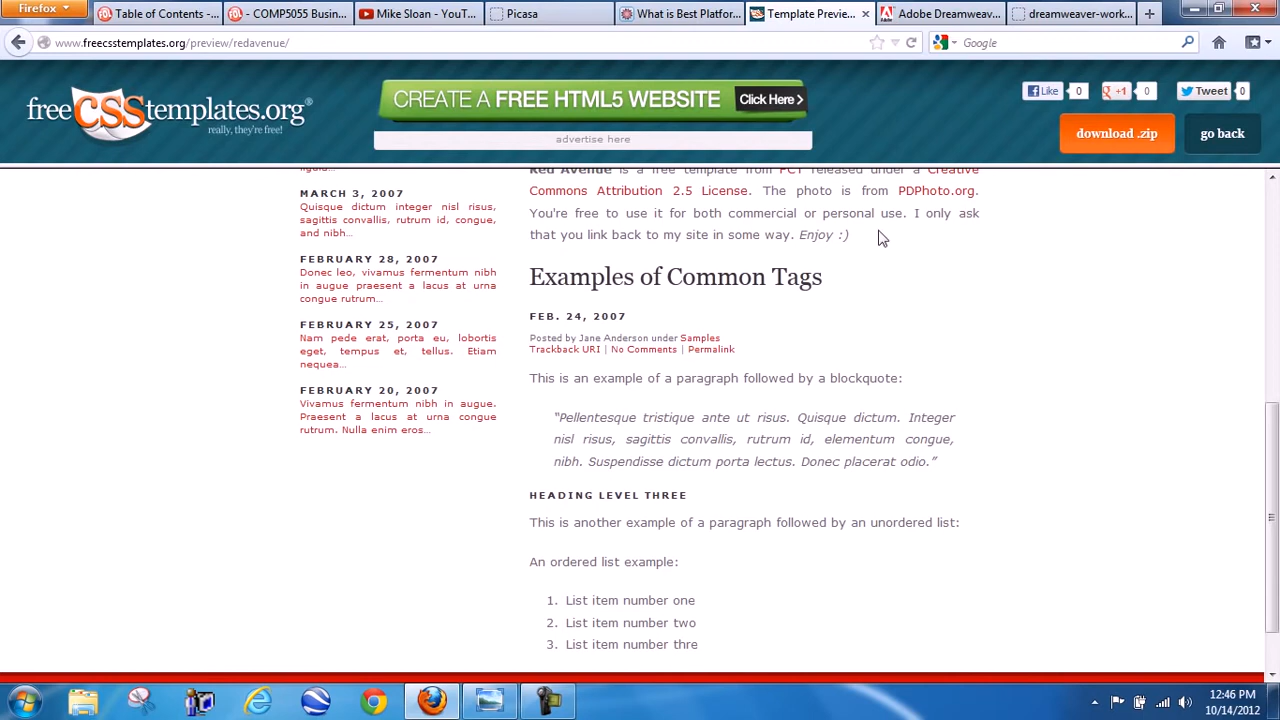 Firefox
Table of Contents -...
- COMP5055 Busin...
Mike Sloan - YouT...
Picasa
What is Best Platfor...
Template Previe...
Adobe Dreamweav...
dreamweaver-work...
www.freecsstemplates.org/preview/redavenue/
Google
freeCSStemplates.org
really, they're free!
CREATE A FREE HTML5 WEBSITE
Click Here
advertise here
Like 0
+1 0
Tweet 0
download .zip
go back
MARCH 3, 2007
Quisque dictum integer nisl risus,
sagittis convallis, rutrum id, congue,
and nibh...
FEBRUARY 28, 2007
Donec leo, vivamus fermentum nibh
in augue praesent a lacus at urna
congue rutrum...
FEBRUARY 25, 2007
Nam pede erat, porta eu, lobortis
eget, tempus et, tellus. Etiam
nequea...
FEBRUARY 20, 2007
Vivamus fermentum nibh in augue.
Praesent a lacus at urna congue
rutrum. Nulla enim eros...
Red Avenue is a free template from FCT released under a Creative
Commons Attribution 2.5 License. The photo is from PDPhoto.org.
You're free to use it for both commercial or personal use. I only ask
that you link back to my site in some way. Enjoy :)
Examples of Common Tags
FEB. 24, 2007
Posted by Jane Anderson under Samples
Trackback URI | No Comments | Permalink
This is an example of a paragraph followed by a blockquote:
“Pellentesque tristique ante ut risus. Quisque dictum. Integer
nisl risus, sagittis convallis, rutrum id, elementum congue,
nibh. Suspendisse dictum porta lectus. Donec placerat odio.”
HEADING LEVEL THREE
This is another example of a paragraph followed by an unordered list:
An ordered list example:
1. List item number one
2. List item number two
3. List item number thre
12:46 PM
10/14/2012